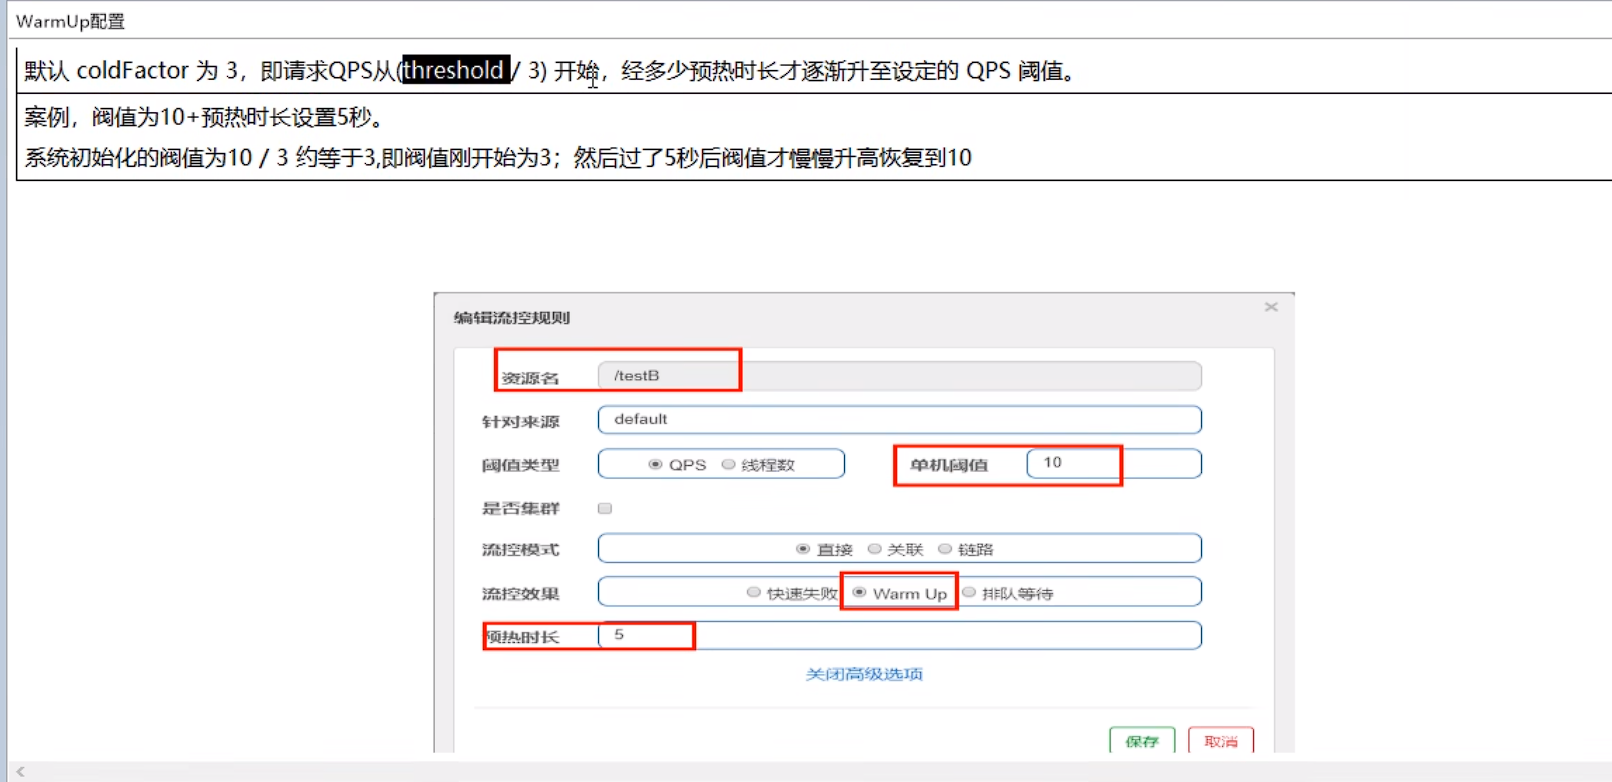 WarmUp配置
默认 coldFactor 为 3，即请求QPS从(threshold / 3) 开始，经多少预热时长才逐渐升至设定的 QPS 阈值。
案例，阀值为10+预热时长设置5秒。
系统初始化的阀值为10 / 3 约等于3,即阀值刚开始为3；然后过了5秒后阀值才慢慢升高恢复到10
编辑流控规则
资源名 /testB
针对来源 default
阈值类型 QPS 线程数 单机阈值 10
是否集群
流控模式 直接 关联 链路
流控效果 快速失败 Warm Up 排队等待
预热时长 5
关闭高级选项
保存 取消